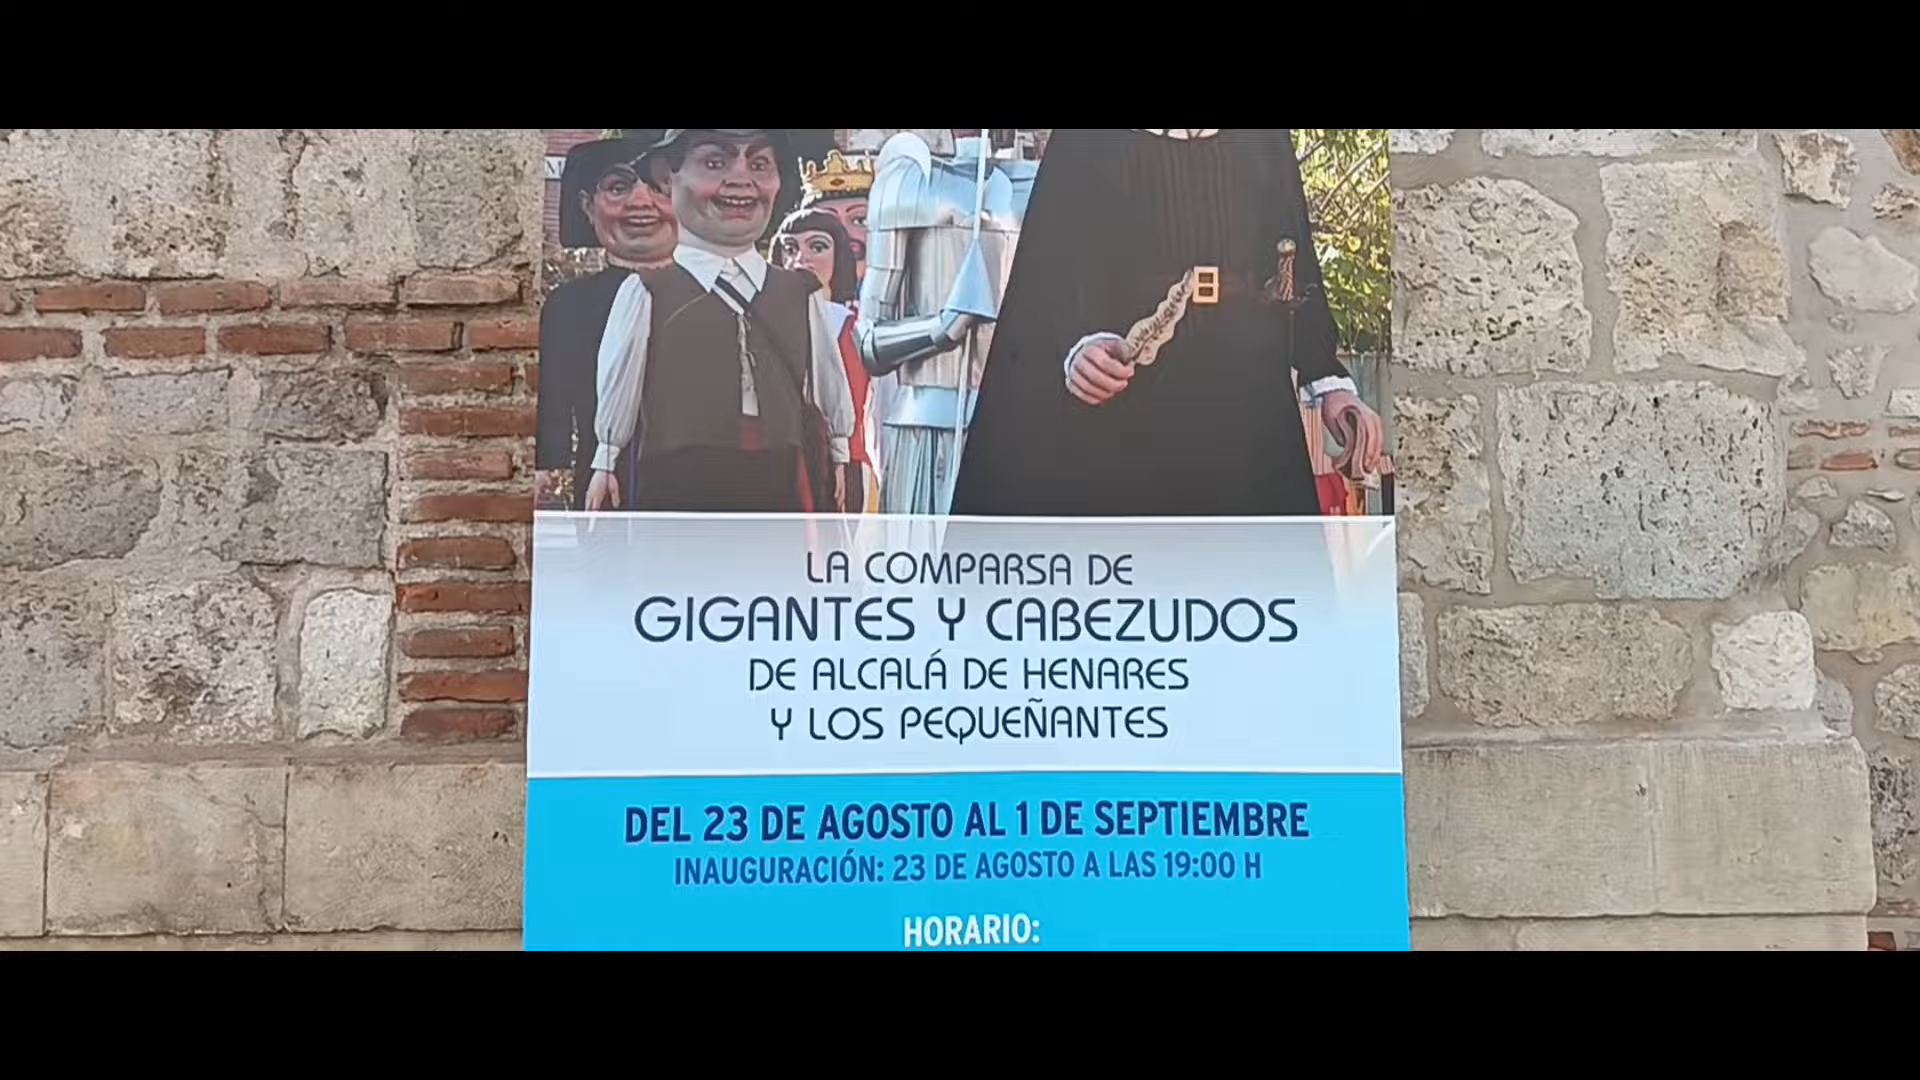 LA COMPARSA DE
GIGANTES Y CABEZUDOS
DE ALCALÁ DE HENARES
Y LOS PEQUEÑANTES
DEL 23 DE AGOSTO AL 1 DE SEPTIEMBRE
INAUGURACIÓN: 23 DE AGOSTO A LAS 19:00 H
HORARIO: